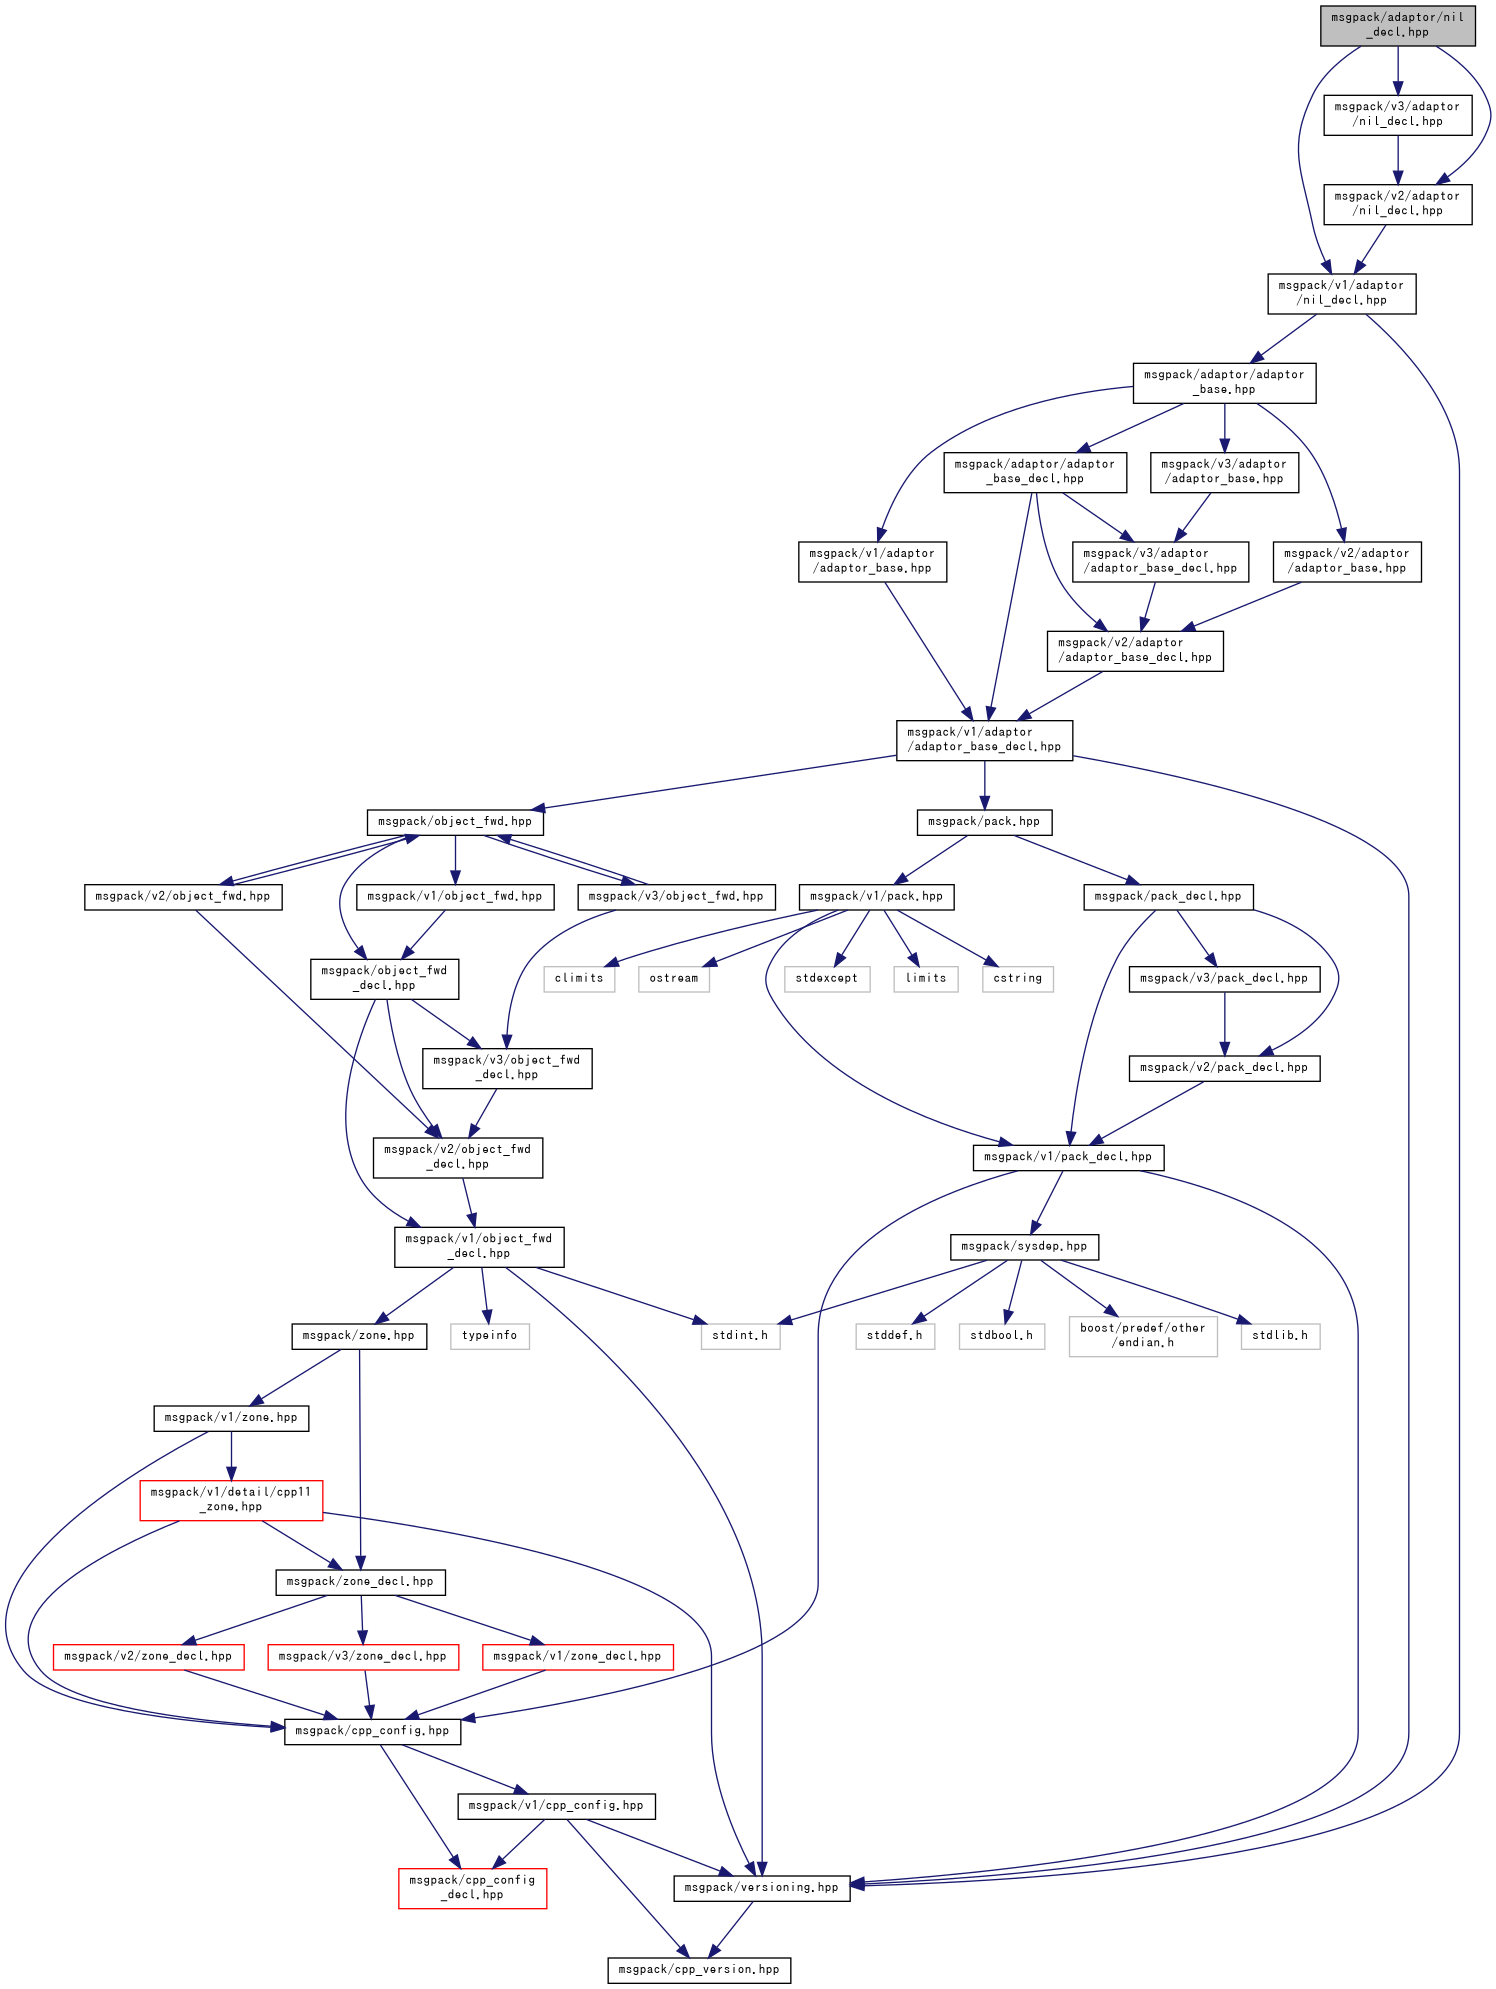 msgpack/adaptor/nil
_decl.hpp
msgpack/v3/adaptor
/nil_decl.hpp
msgpack/v2/adaptor
/nil_decl.hpp
msgpack/v1/adaptor
/nil_decl.hpp
msgpack/adaptor/adaptor
_base.hpp
msgpack/adaptor/adaptor
_base_decl.hpp
msgpack/v3/adaptor
/adaptor_base.hpp
msgpack/v1/adaptor
/adaptor_base.hpp
msgpack/v3/adaptor
/adaptor_base_decl.hpp
msgpack/v2/adaptor
/adaptor_base.hpp
msgpack/v2/adaptor
/adaptor_base_decl.hpp
msgpack/v1/adaptor
/adaptor_base_decl.hpp
msgpack/object_fwd.hpp
msgpack/pack.hpp
msgpack/v2/object_fwd.hpp
msgpack/v1/object_fwd.hpp
msgpack/v3/object_fwd.hpp
msgpack/v1/pack.hpp
msgpack/pack_decl.hpp
msgpack/object_fwd
_decl.hpp
climits
ostream
stdexcept
limits
cstring
msgpack/v3/pack_decl.hpp
msgpack/v3/object_fwd
_decl.hpp
msgpack/v2/pack_decl.hpp
msgpack/v2/object_fwd
_decl.hpp
msgpack/v1/pack_decl.hpp
msgpack/v1/object_fwd
_decl.hpp
msgpack/sysdep.hpp
msgpack/zone.hpp
typeinfo
stdint.h
stddef.h
stdbool.h
boost/predef/other
/endian.h
stdlib.h
msgpack/v1/zone.hpp
msgpack/v1/detail/cpp11
_zone.hpp
msgpack/zone_decl.hpp
msgpack/v2/zone_decl.hpp
msgpack/v3/zone_decl.hpp
msgpack/v1/zone_decl.hpp
msgpack/cpp_config.hpp
msgpack/v1/cpp_config.hpp
msgpack/cpp_config
_decl.hpp
msgpack/versioning.hpp
msgpack/cpp_version.hpp